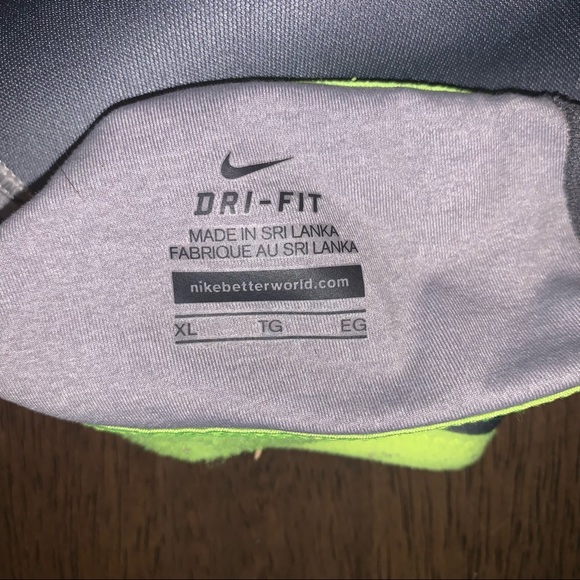 DRI-FIT
MADE IN SRI LANKA
FABRIQUE AU SRI LANKA
nikebetterworld.com
XL TG EG